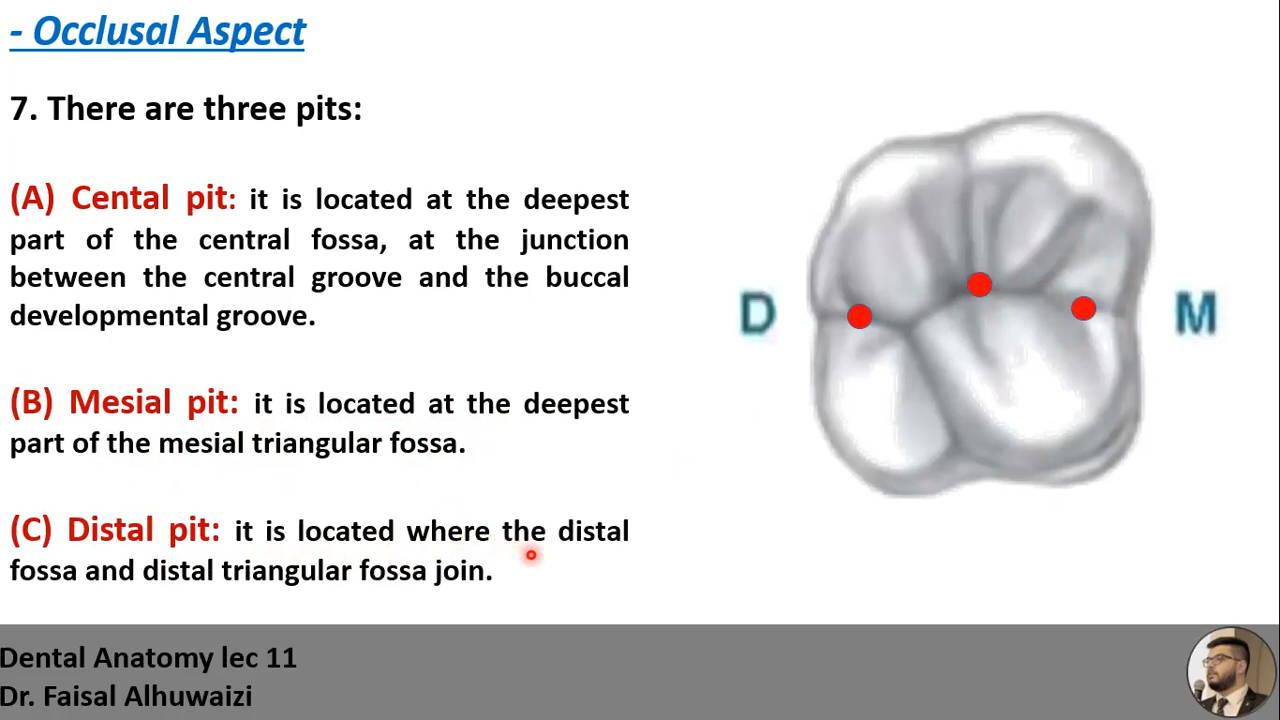 - Occlusal Aspect
7. There are three pits:
(A) Cental pit: it is located at the deepest
part of the central fossa, at the junction
between the central groove and the buccal
developmental groove.
(B) Mesial pit: it is located at the deepest
part of the mesial triangular fossa.
(C) Distal pit: it is located where the distal
fossa and distal triangular fossa join.
D
M
Dental Anatomy lec 11
Dr. Faisal Alhuwaizi